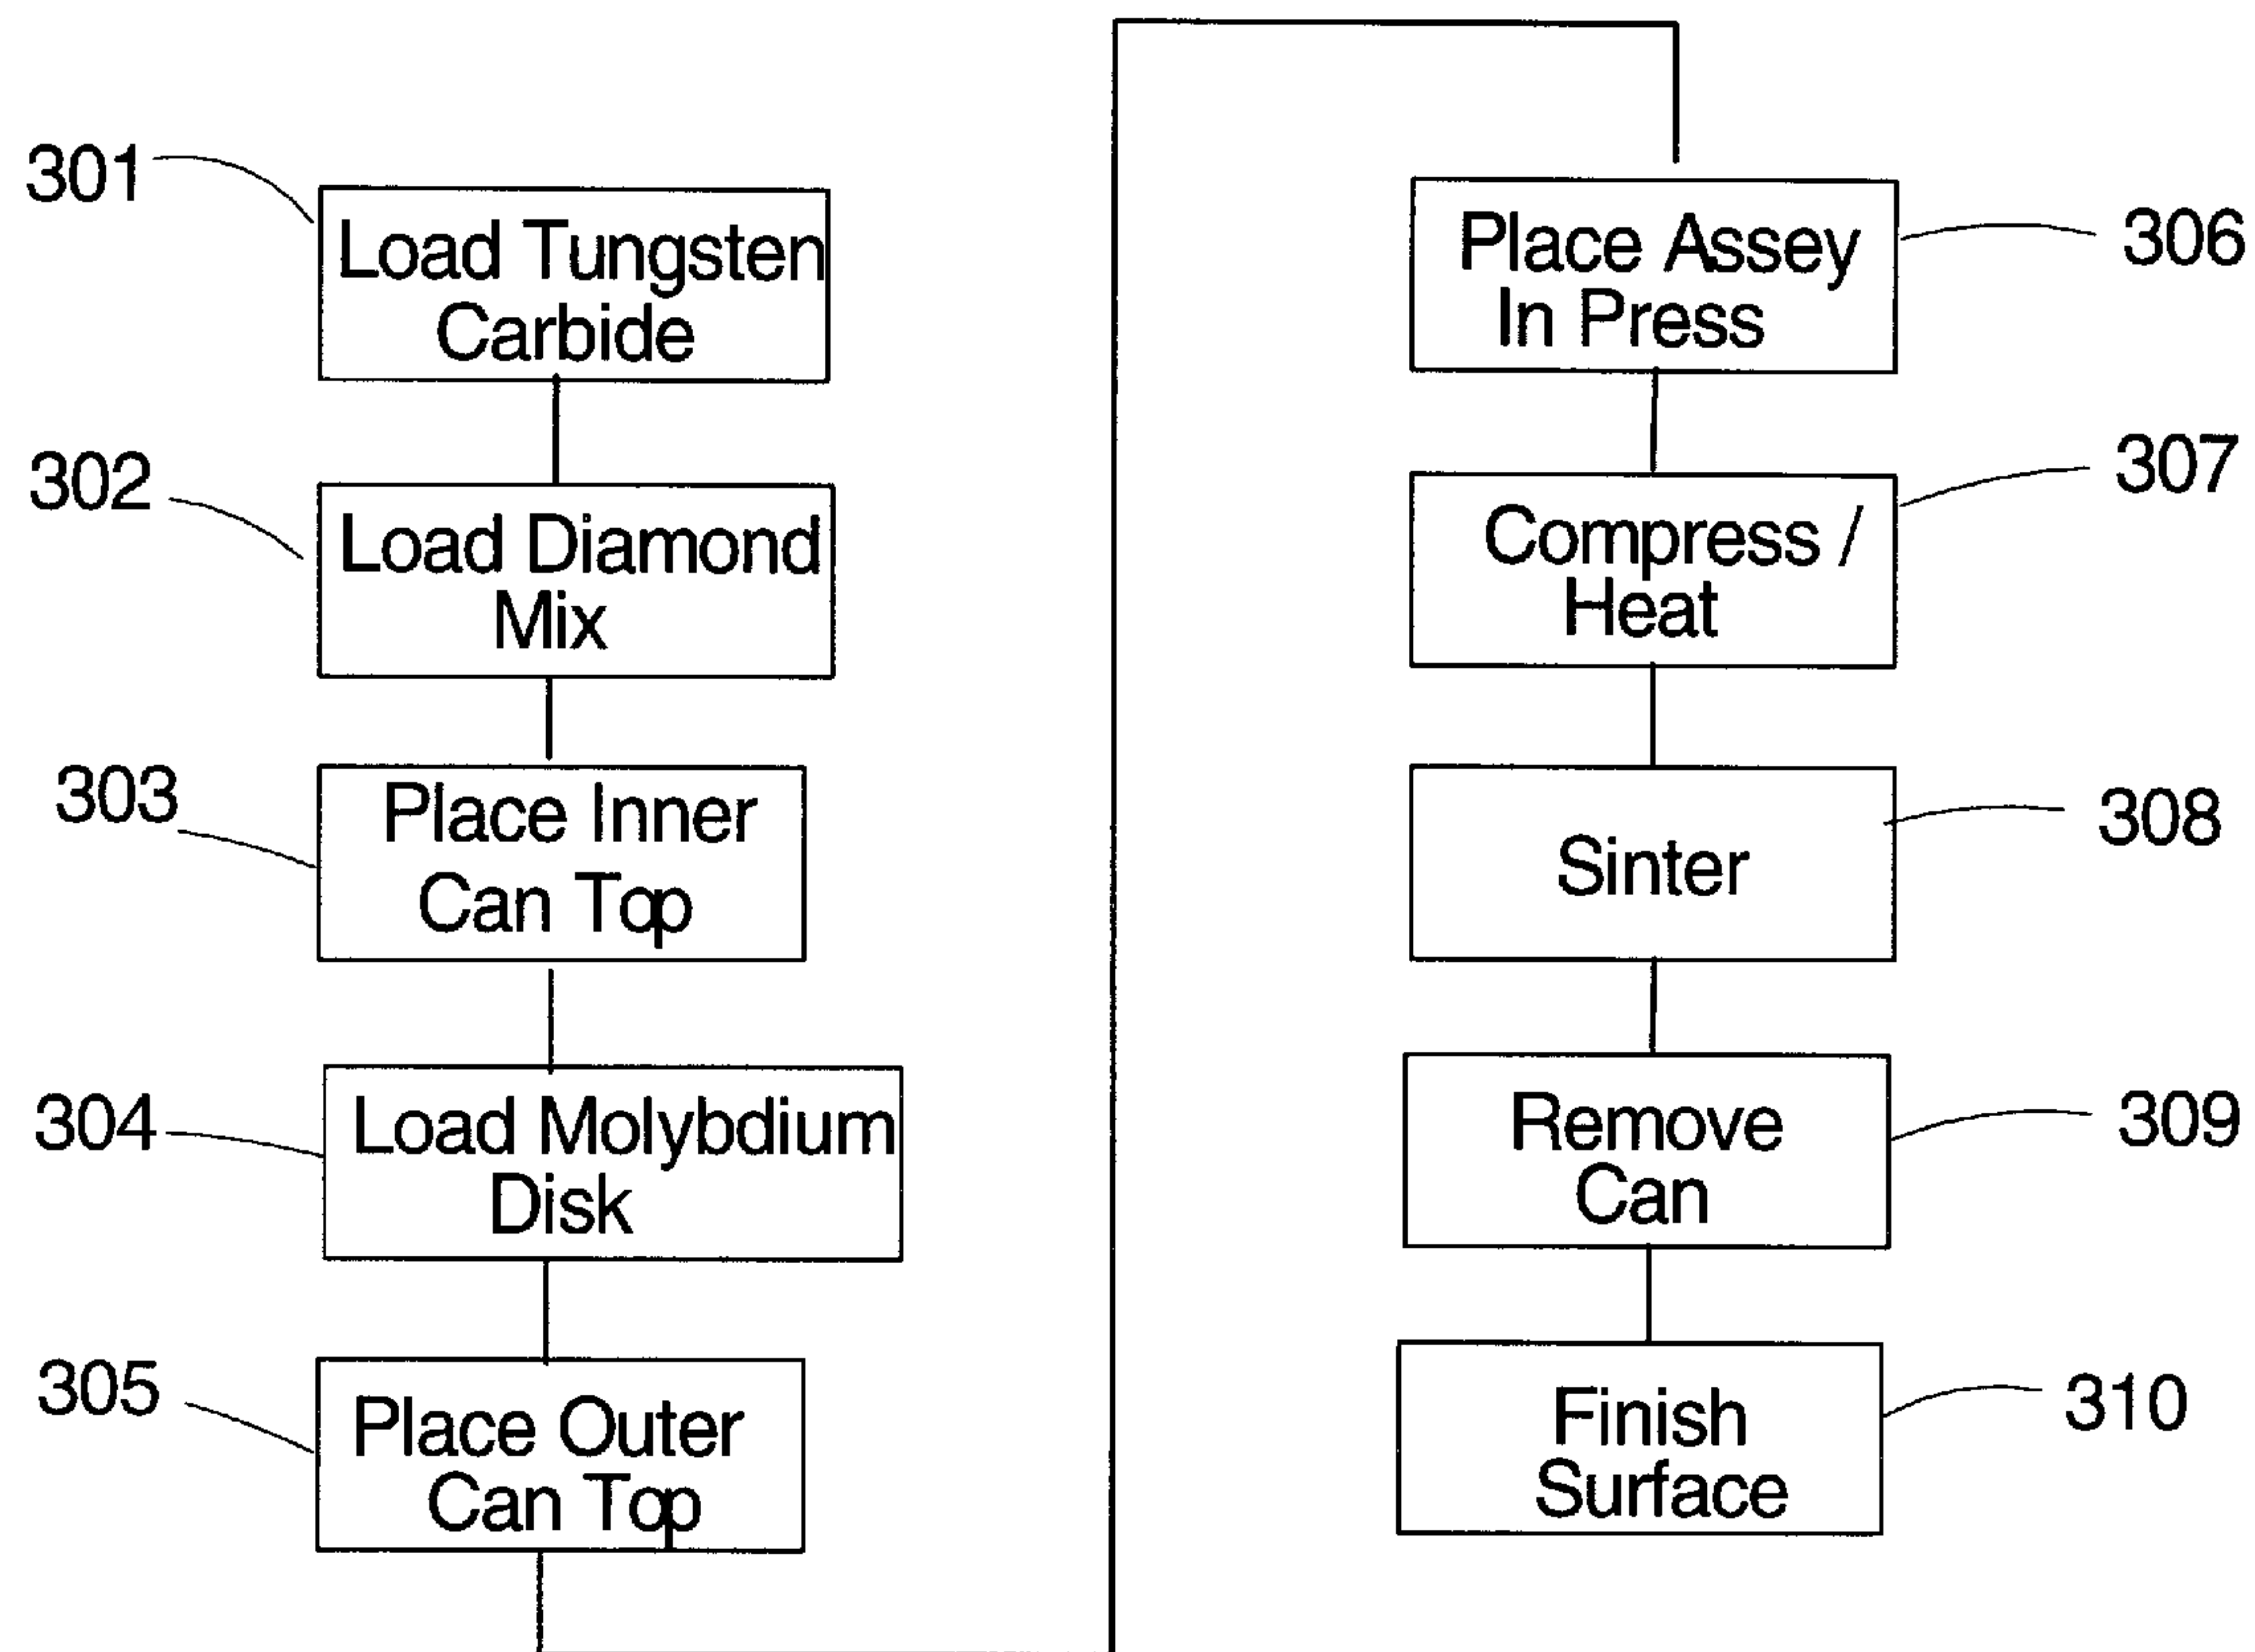 301
Load Tungsten
Carbide
302
Load Diamond
Mix
303
Place Inner
Can Top
304
Load Molybdium
Disk
305
Place Outer
Can Top
306
Place Assey
In Press
307
Compress /
Heat
308
Sinter
309
Remove
Can
310
Finish
Surface